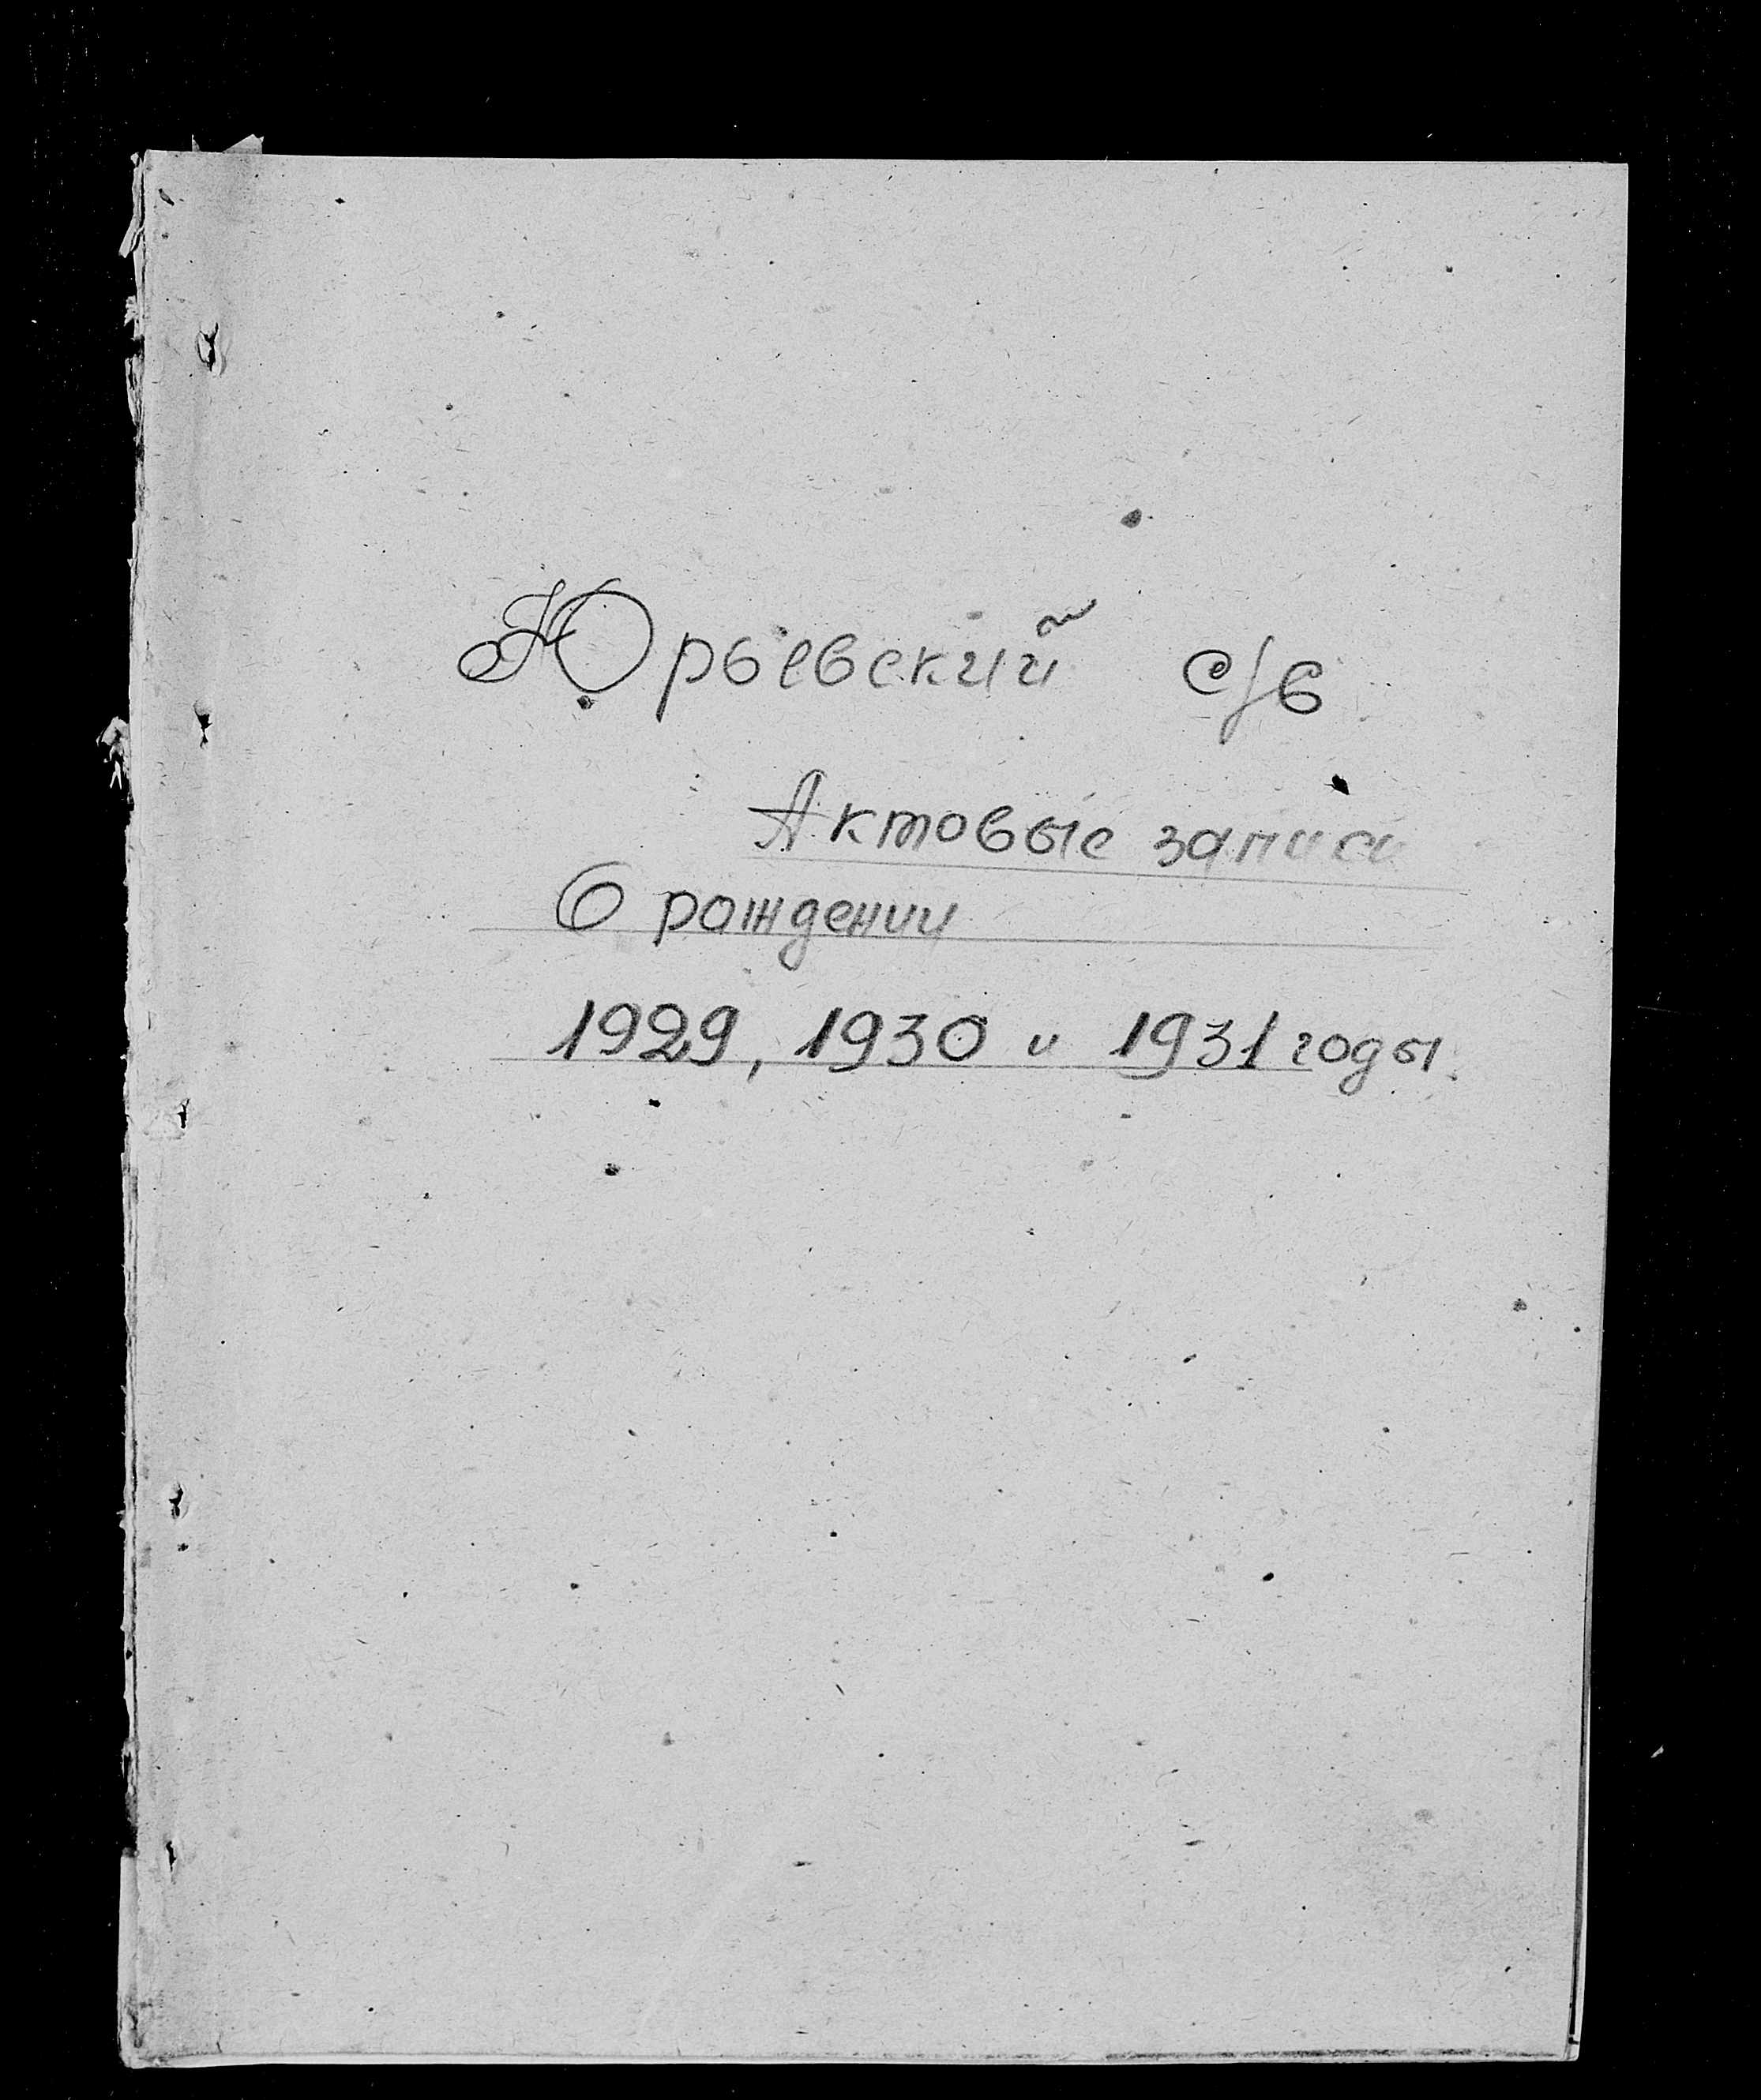 Юрьевский с/в
Актовые записи
О рождении
1929, 1930 и 1931 годы.